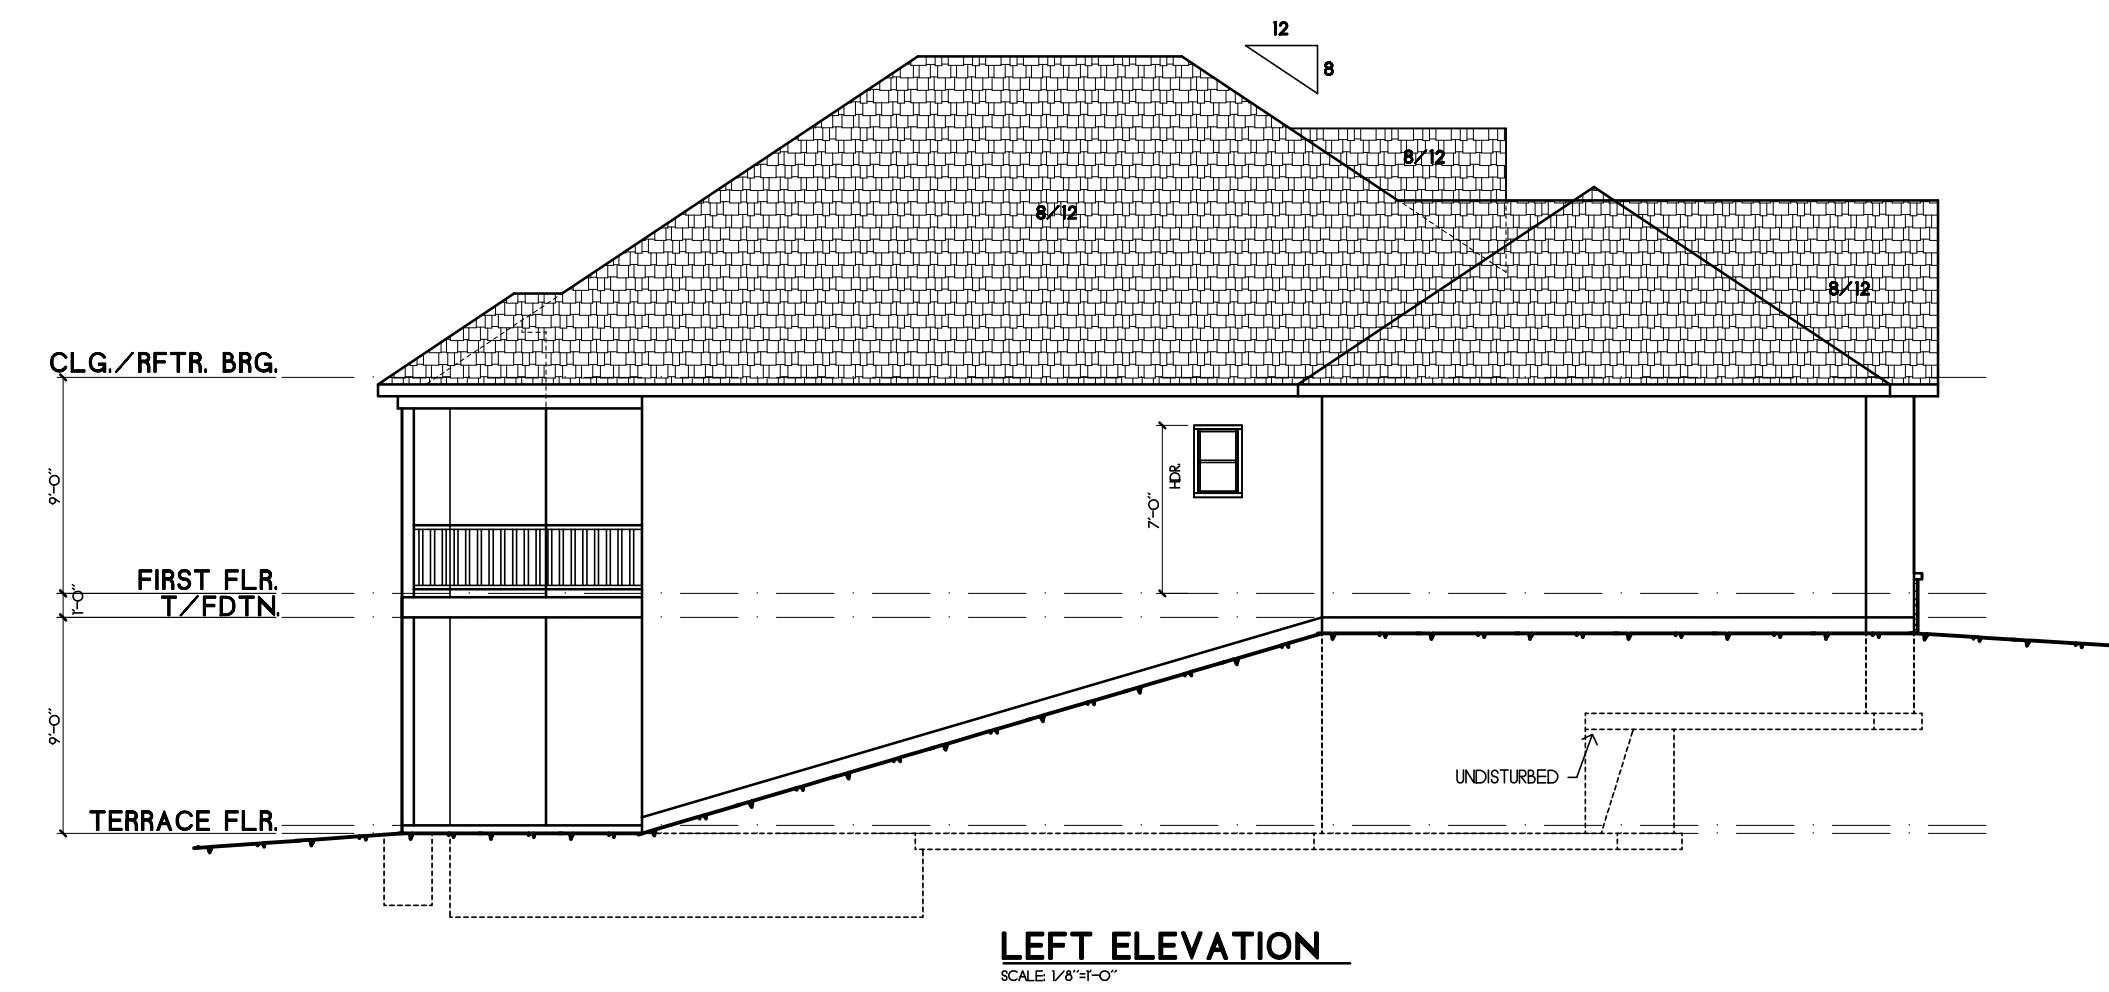 12
8
8/12
8/12
8/12
CLG./RFTR. BRG.
9'-0"
HDR.
7'-0"
FIRST FLR.
1'-0"
T/FDTN.
9'-0"
UNDISTURBED
TERRACE FLR.
LEFT ELEVATION
SCALE: 1/8"=1'-0"